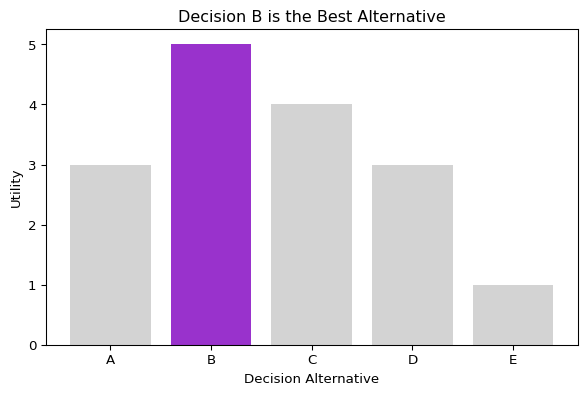 Decision B is the Best Alternative
Utility
5
4
3
2
1
0
A B C D E
Decision Alternative